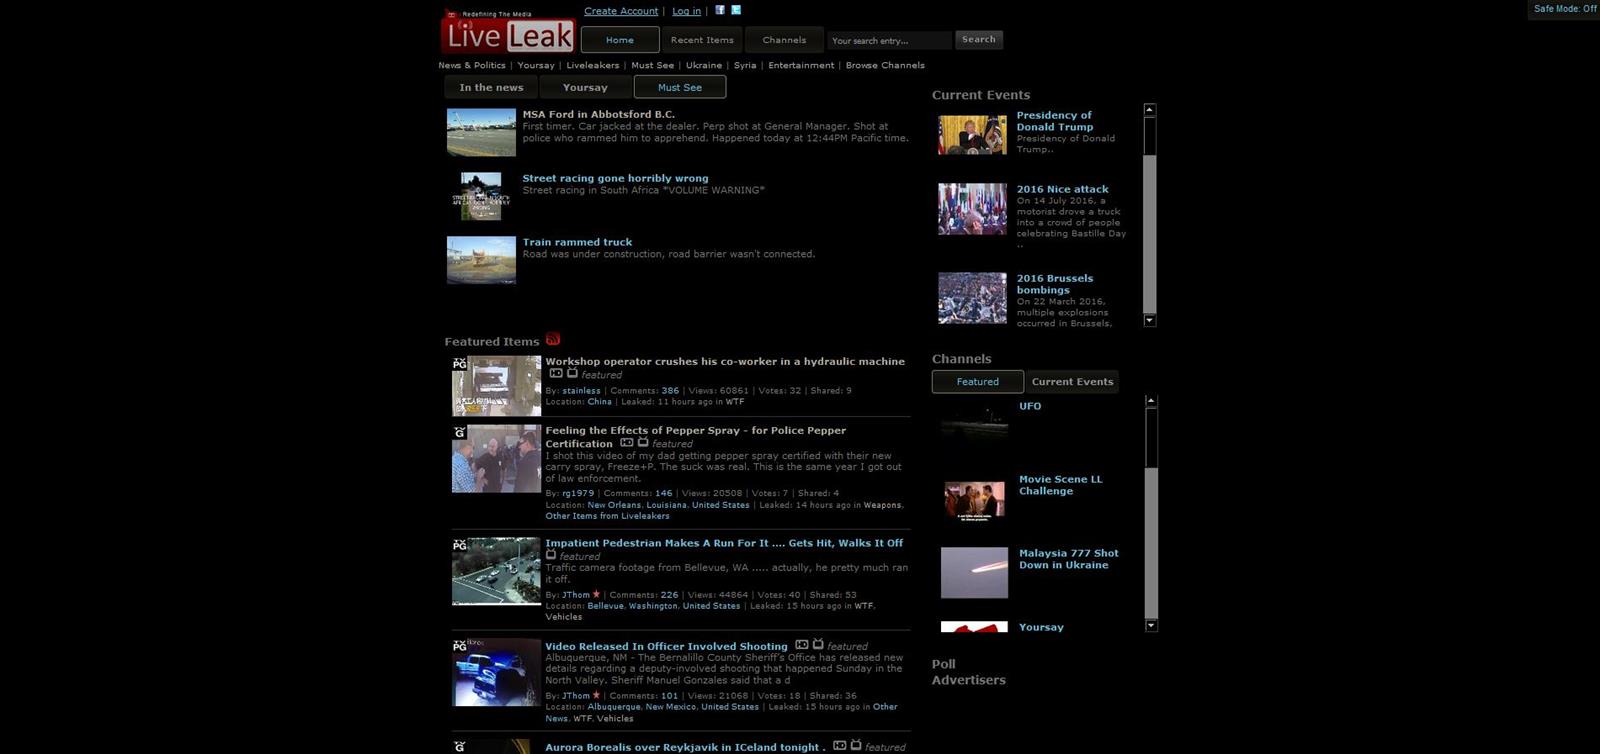 Redefining The Media
LiveLeak
Create Account | Log in |
Safe Mode: Off
Home
Recent Items
Channels
Your search entry...
Search
News & Politics | Yoursay | Liveleakers | Must See | Ukraine | Syria | Entertainment | Browse Channels
In the news
Yoursay
Must See
MSA Ford in Abbotsford B.C.
First timer. Car jacked at the dealer. Perp shot at General Manager. Shot at
police who rammed him to apprehend. Happened today at 12:44PM Pacific time.
Street racing gone horribly wrong
Street racing in South Africa *VOLUME WARNING*
Train rammed truck
Road was under construction, road barrier wasn't connected.
Current Events
Presidency of
Donald Trump
Presidency of Donald
Trump..
2016 Nice attack
On 14 July 2016, a
motorist drove a truck
into a crowd of people
celebrating Bastille Day
..
2016 Brussels
bombings
On 22 March 2016,
multiple explosions
occurred in Brussels,
Featured Items
PG
Workshop operator crushes his co-worker in a hydraulic machine
featured
By: stainless | Comments: 386 | Views: 60861 | Votes: 32 | Shared: 9
Location: China | Leaked: 11 hours ago in WTF
G
Feeling the Effects of Pepper Spray - for Police Pepper
Certification featured
I shot this video of my dad getting pepper spray certified with their new
carry spray, Freeze+P. The suck was real. This is the same year I got out
of law enforcement.
By: rg1979 | Comments: 146 | Views: 20508 | Votes: 7 | Shared: 4
Location: New Orleans, Louisiana, United States | Leaked: 14 hours ago in Weapons,
Other Items from Liveleakers
PG
Impatient Pedestrian Makes A Run For It .... Gets Hit, Walks It Off
featured
Traffic camera footage from Bellevue, WA ..... actually, he pretty much ran
it off.
By: JThom | Comments: 226 | Views: 44864 | Votes: 40 | Shared: 53
Location: Bellevue, Washington, United States | Leaked: 15 hours ago in WTF,
Vehicles
PG
Video Released In Officer Involved Shooting featured
Albuquerque, NM - The Bernalillo County Sheriff's Office has released new
details regarding a deputy-involved shooting that happened Sunday in the
North Valley. Sheriff Manuel Gonzales said that a d
By: JThom | Comments: 101 | Views: 21068 | Votes: 18 | Shared: 36
Location: Albuquerque, New Mexico, United States | Leaked: 15 hours ago in Other
News, WTF, Vehicles
G
Aurora Borealis over Reykjavik in ICeland tonight . featured
Channels
Featured
Current Events
UFO
Movie Scene LL
Challenge
Malaysia 777 Shot
Down in Ukraine
Yoursay
Poll
Advertisers